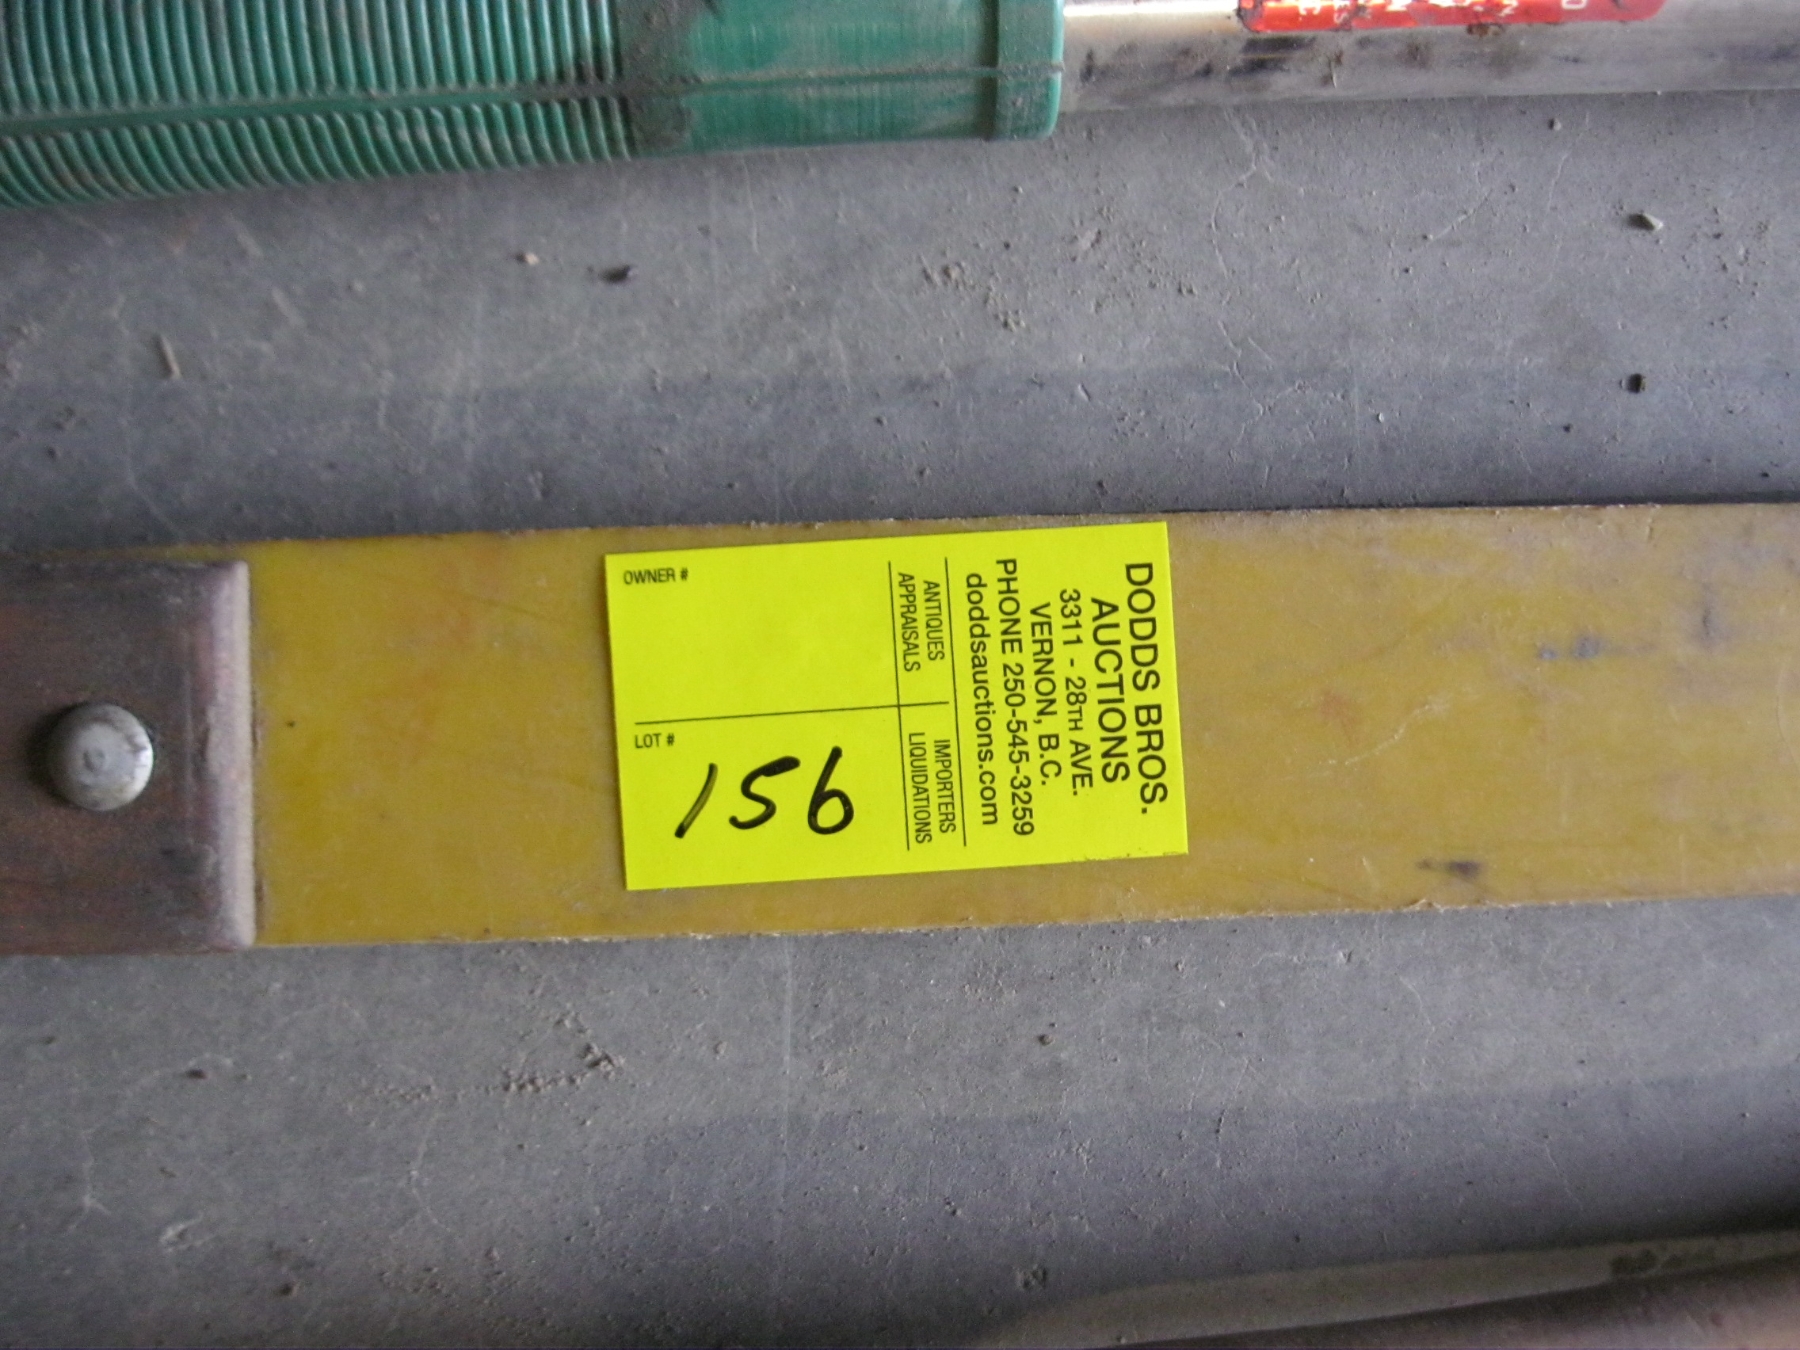 DODDS BROS.
AUCTIONS
3311 - 28TH AVE.
VERNON, B.C.
PHONE 250-545-3259
doddsauctions.com
ANTIQUES IMPORTERS
APPRAISALS LIQUIDATIONS
OWNER #
LOT #
156